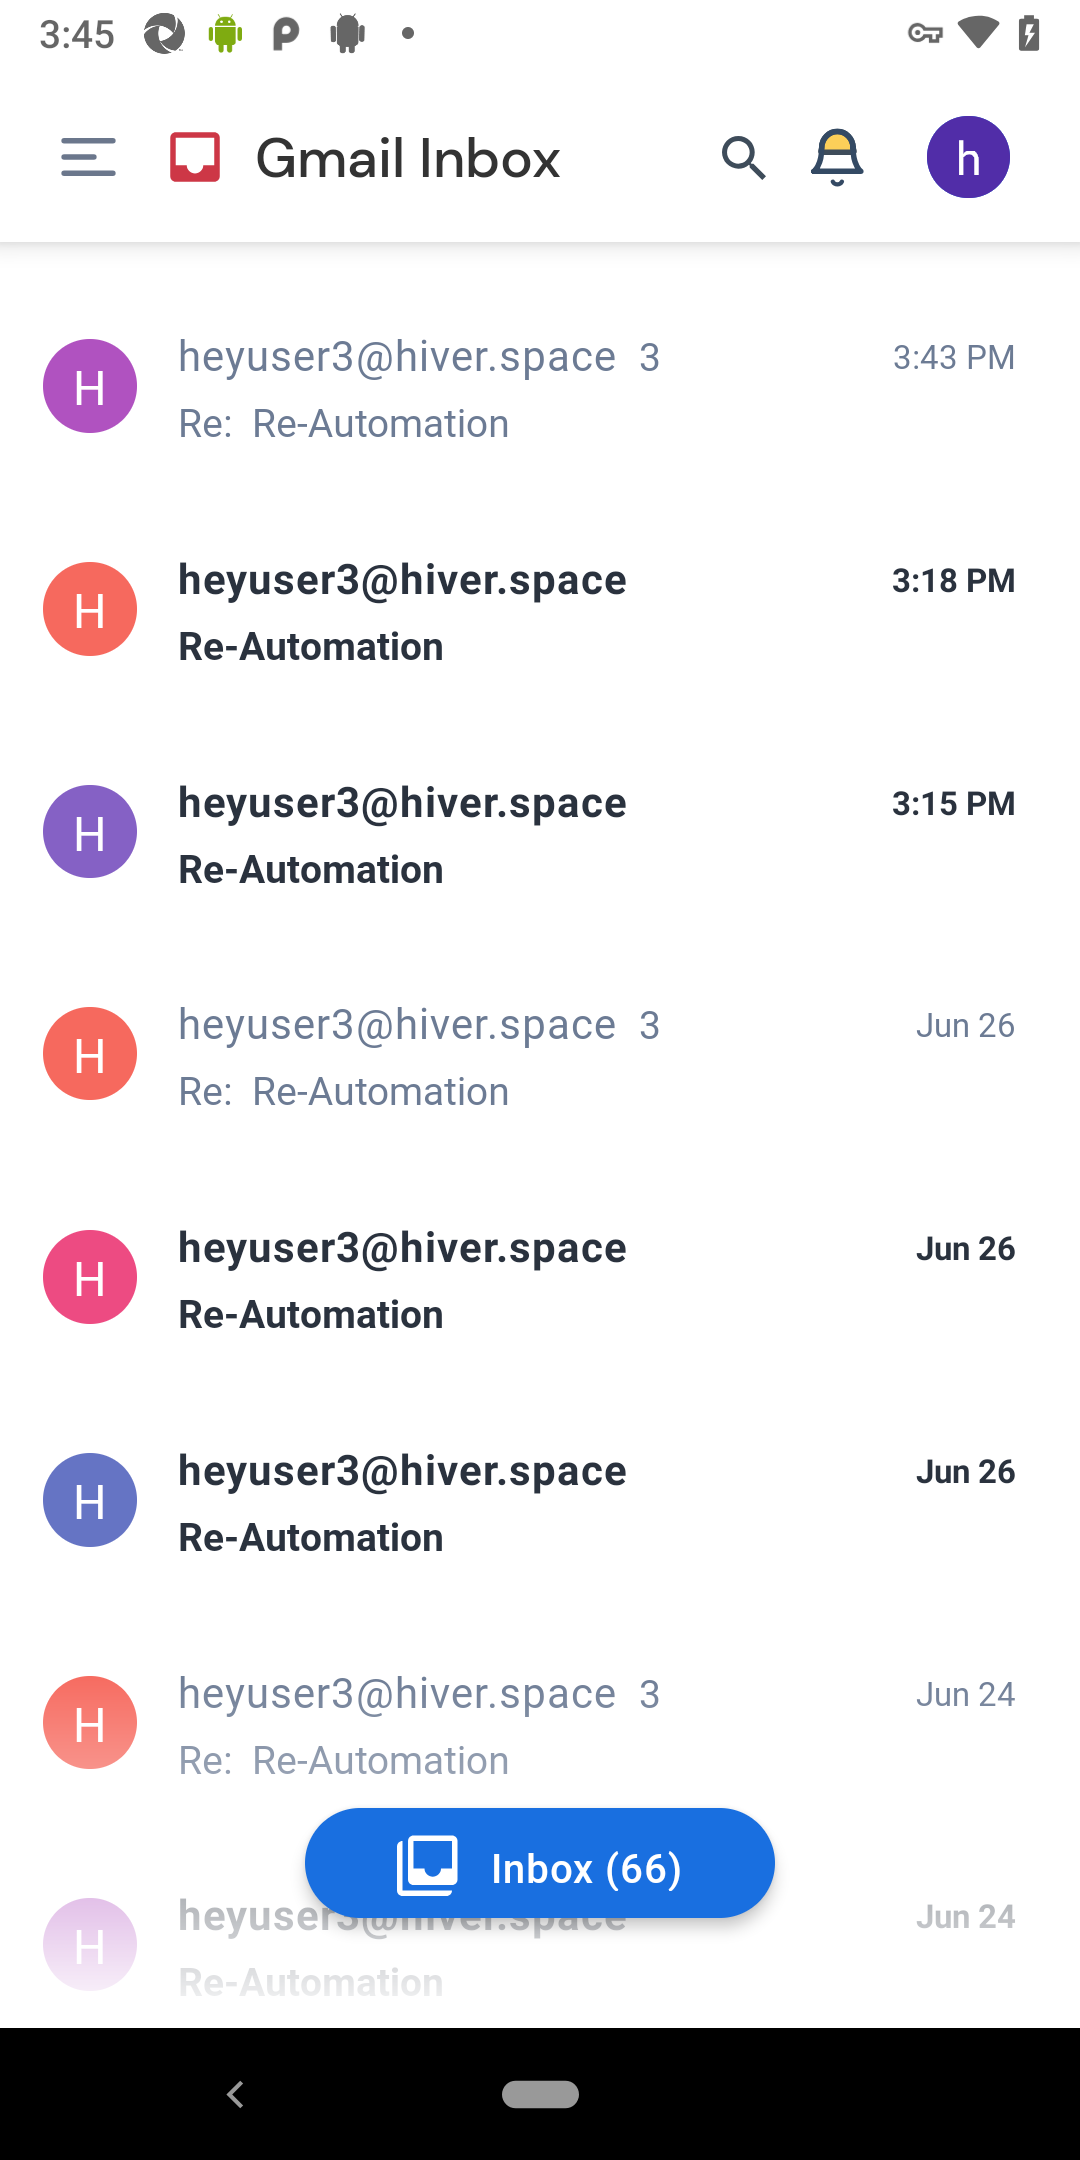 3:45
Gmail Inbox
h
H
heyuser3@hiver.space 3
3:43 PM
Re: Re-Automation
H
heyuser3@hiver.space
3:18 PM
Re-Automation
H
heyuser3@hiver.space
3:15 PM
Re-Automation
H
heyuser3@hiver.space 3
Jun 26
Re: Re-Automation
H
heyuser3@hiver.space
Jun 26
Re-Automation
H
heyuser3@hiver.space
Jun 26
Re-Automation
H
heyuser3@hiver.space 3
Jun 24
Re: Re-Automation
Inbox (66)
H
heyuser3@hiver.space
Jun 24
Re-Automation